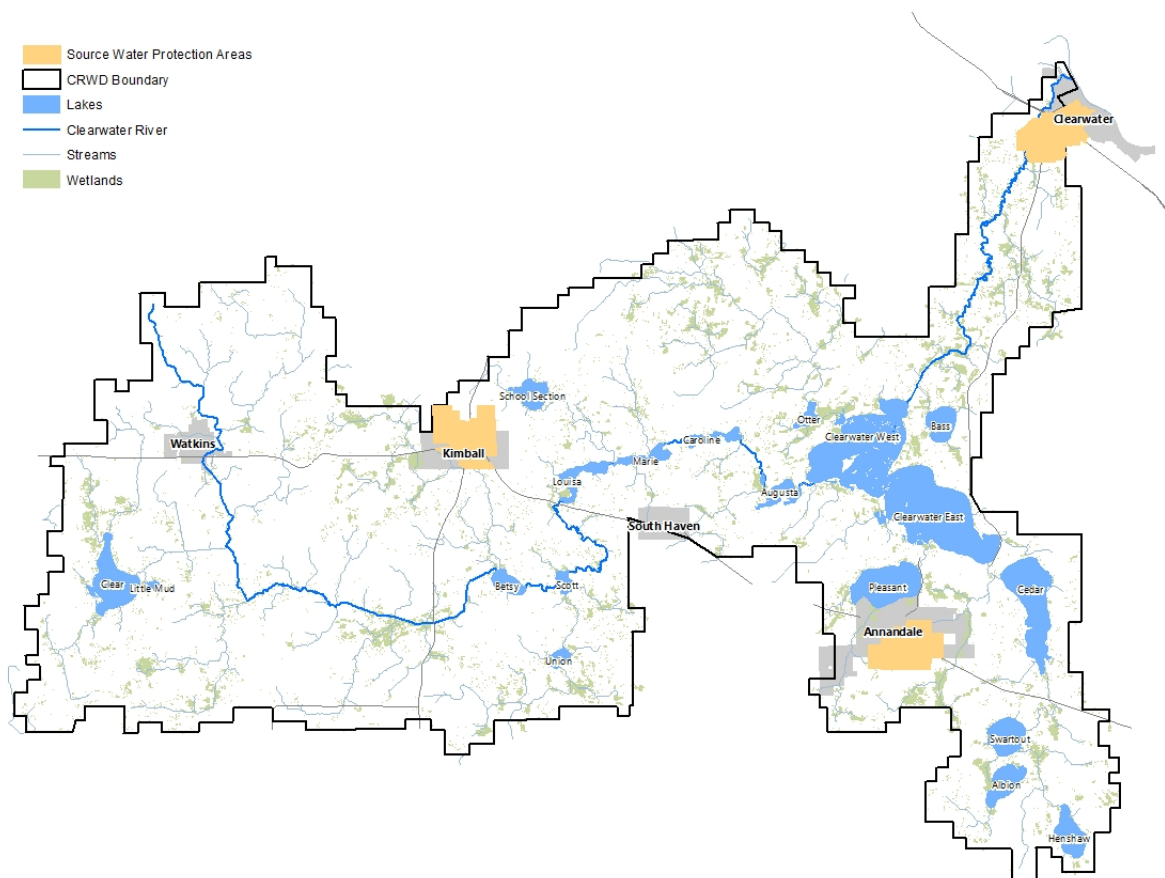 Source Water Protection Areas
CRWD Boundary
Lakes
Clearwater River
Streams
Wetlands
Clearwater
School Section
Otter
Bass
Watkins
Kimball
Caroline
Clearwater West
Marie
Louisa
Augusta
South Haven
Clearwater East
Clear
Little Mud
Betsy
Scott
Pleasant
Cedar
Annandale
Union
Swartout
Albion
Henshaw